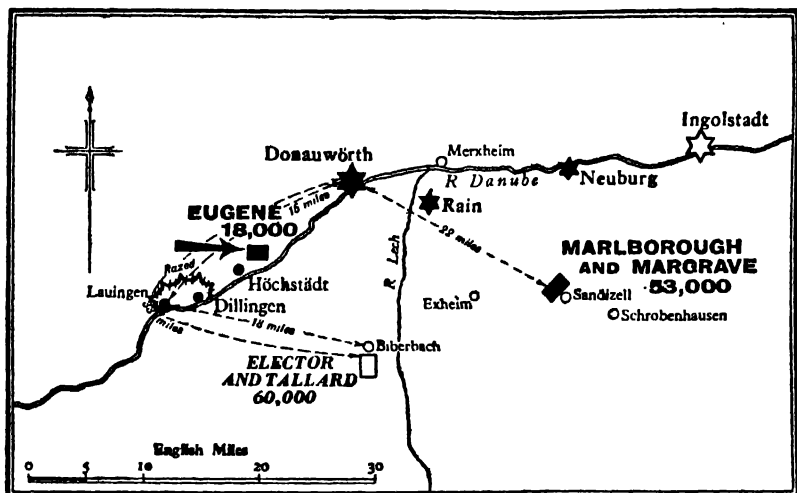 Ingolstadt
Merxheim
Donauwörth
R Danube
Neuburg
15 miles
Rain
EUGENE
18,000
R Lech
22 miles
MARLBOROUGH
AND MARGRAVE
53,000
Razed
Höchstädt
Lauingen
Dillingen
Exheim
Sandizell
Schrobenhausen
miles
18 miles
Biberbach
ELECTOR
AND TALLARD
60,000
English Miles
0 5 10 20 30